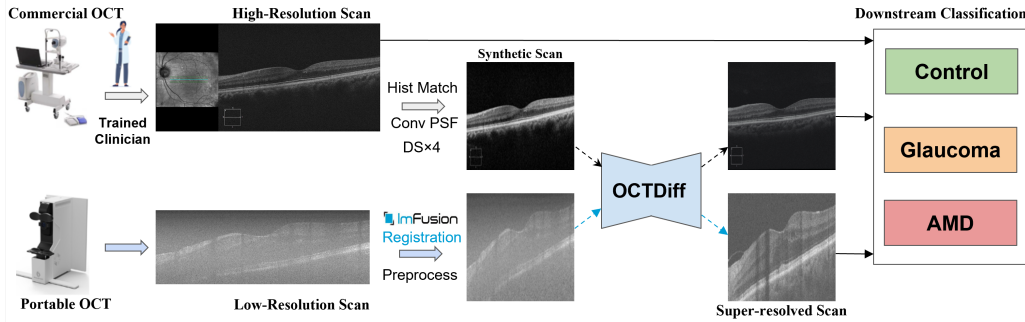 Commercial OCT
High-Resolution Scan
Downstream Classification
Synthetic Scan
Control
Hist Match
Conv PSF
DS×4
Trained
Clinician
Glaucoma
OCTDiff
ImFusion
Registration
Preprocess
AMD
Portable OCT
Low-Resolution Scan
Super-resolved Scan